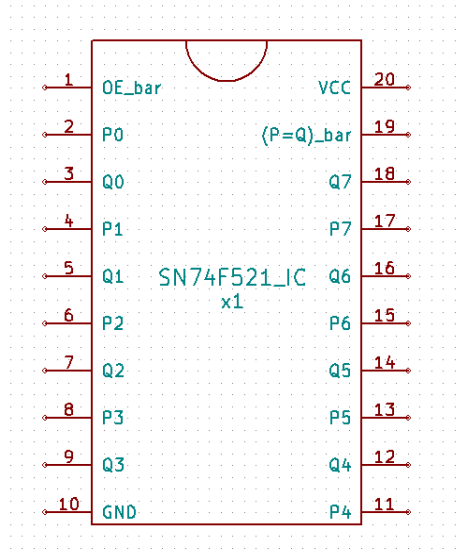 1 OE_bar VCC 20
2 P0 (P=Q)_bar 19
3 Q0 Q7 18
4 P1 P7 17
5 Q1 SN74F521_IC Q6 16
x1
6 P2 P6 15
7 Q2 Q5 14
8 P3 P5 13
9 Q3 Q4 12
10 GND P4 11